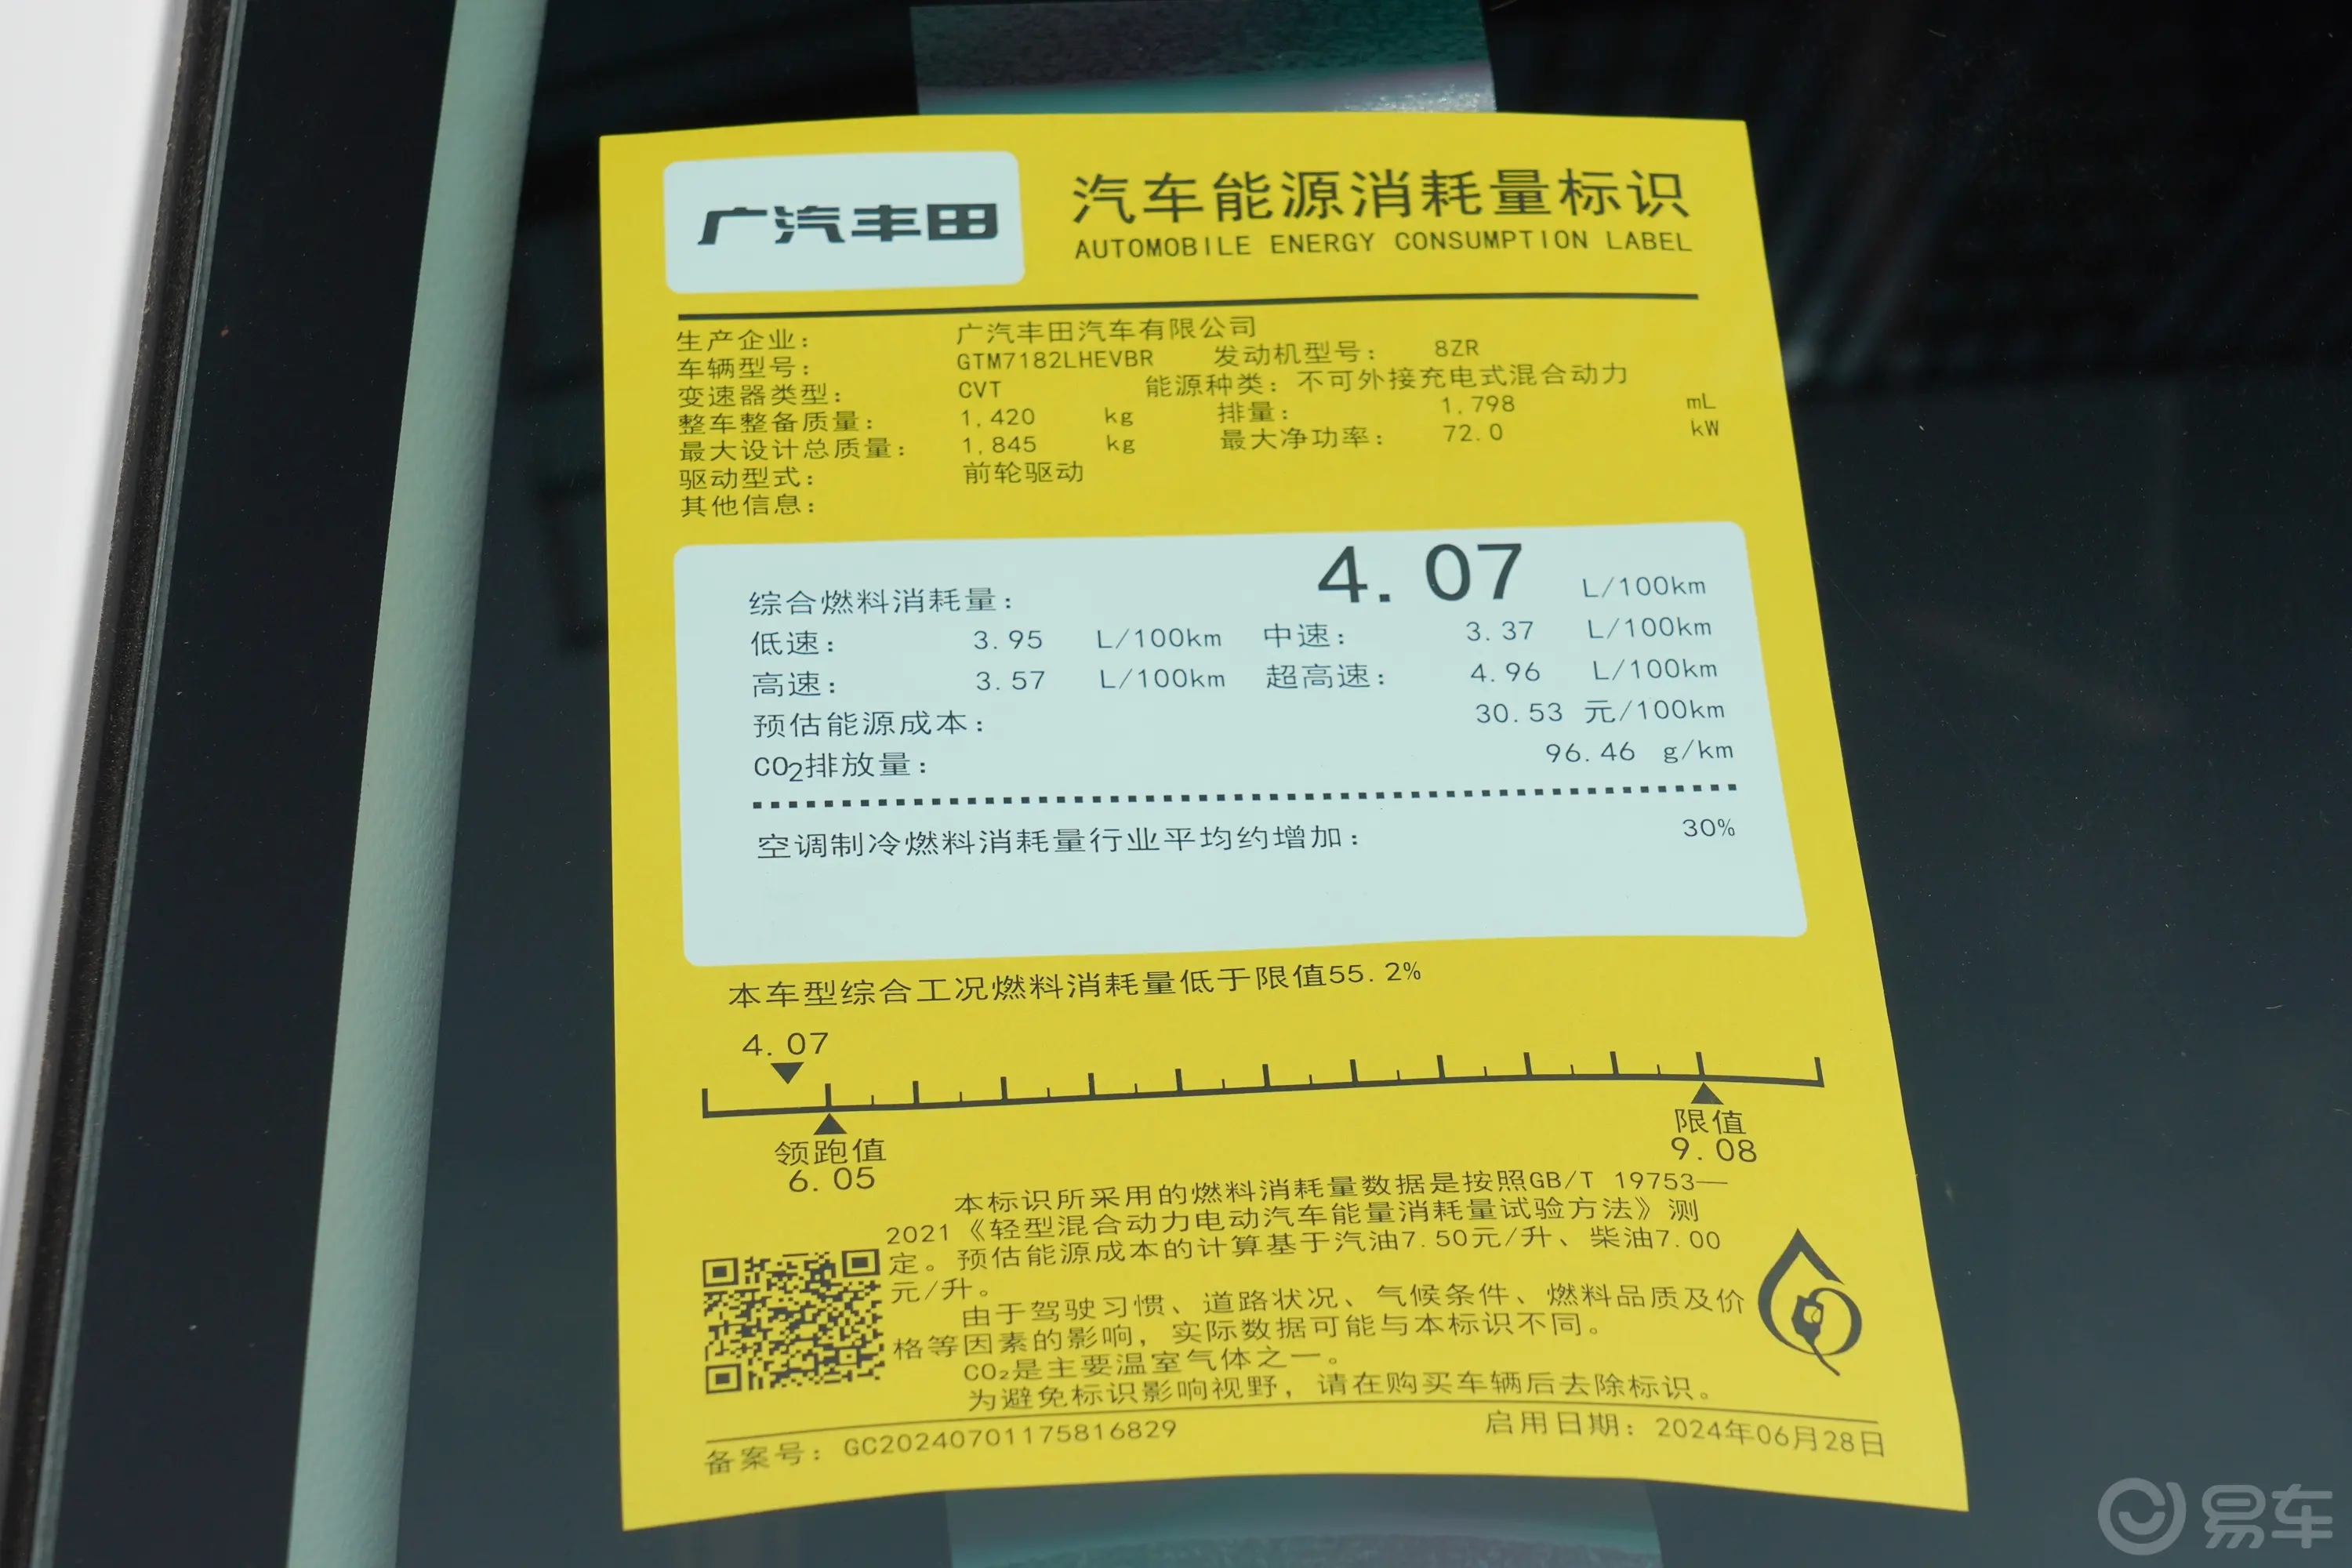 广汽丰田
汽车能源消耗量标识
AUTOMOBILE ENERGY CONSUMPTION LABEL
生产企业： 广汽丰田汽车有限公司
车辆型号： GTM7182LHEVBR 发动机型号： 8ZR
变速器类型： CVT 能源种类：不可外接充电式混合动力
整车整备质量： 1,420 kg 排量： 1,798 mL
最大设计总质量： 1,845 kg 最大净功率： 72.0 kW
驱动型式： 前轮驱动
其他信息：
综合燃料消耗量： 4.07 L/100km
低速： 3.95 L/100km 中速： 3.37 L/100km
高速： 3.57 L/100km 超高速： 4.96 L/100km
预估能源成本： 30.53 元/100km
CO₂排放量： 96.46 g/km
空调制冷燃料消耗量行业平均约增加： 30%
本车型综合工况燃料消耗量低于限值55.2%
4.07
领跑值 限值
6.05 9.08
本标识所采用的燃料消耗量数据是按照GB/T 19753—
2021《轻型混合动力电动汽车能量消耗量试验方法》测
定。预估能源成本的计算基于汽油7.50元/升、柴油7.00
元/升。
由于驾驶习惯、道路状况、气候条件、燃料品质及价
格等因素的影响，实际数据可能与本标识不同。
CO₂是主要温室气体之一。
为避免标识影响视野，请在购买车辆后去除标识。
备案号：GC20240701175816829 启用日期：2024年06月28日
易车